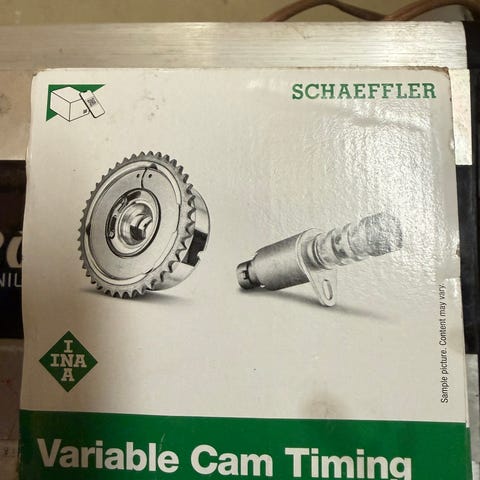 SCHAEFFLER
I
INA
A
Sample picture. Content may vary.
Variable Cam Timing